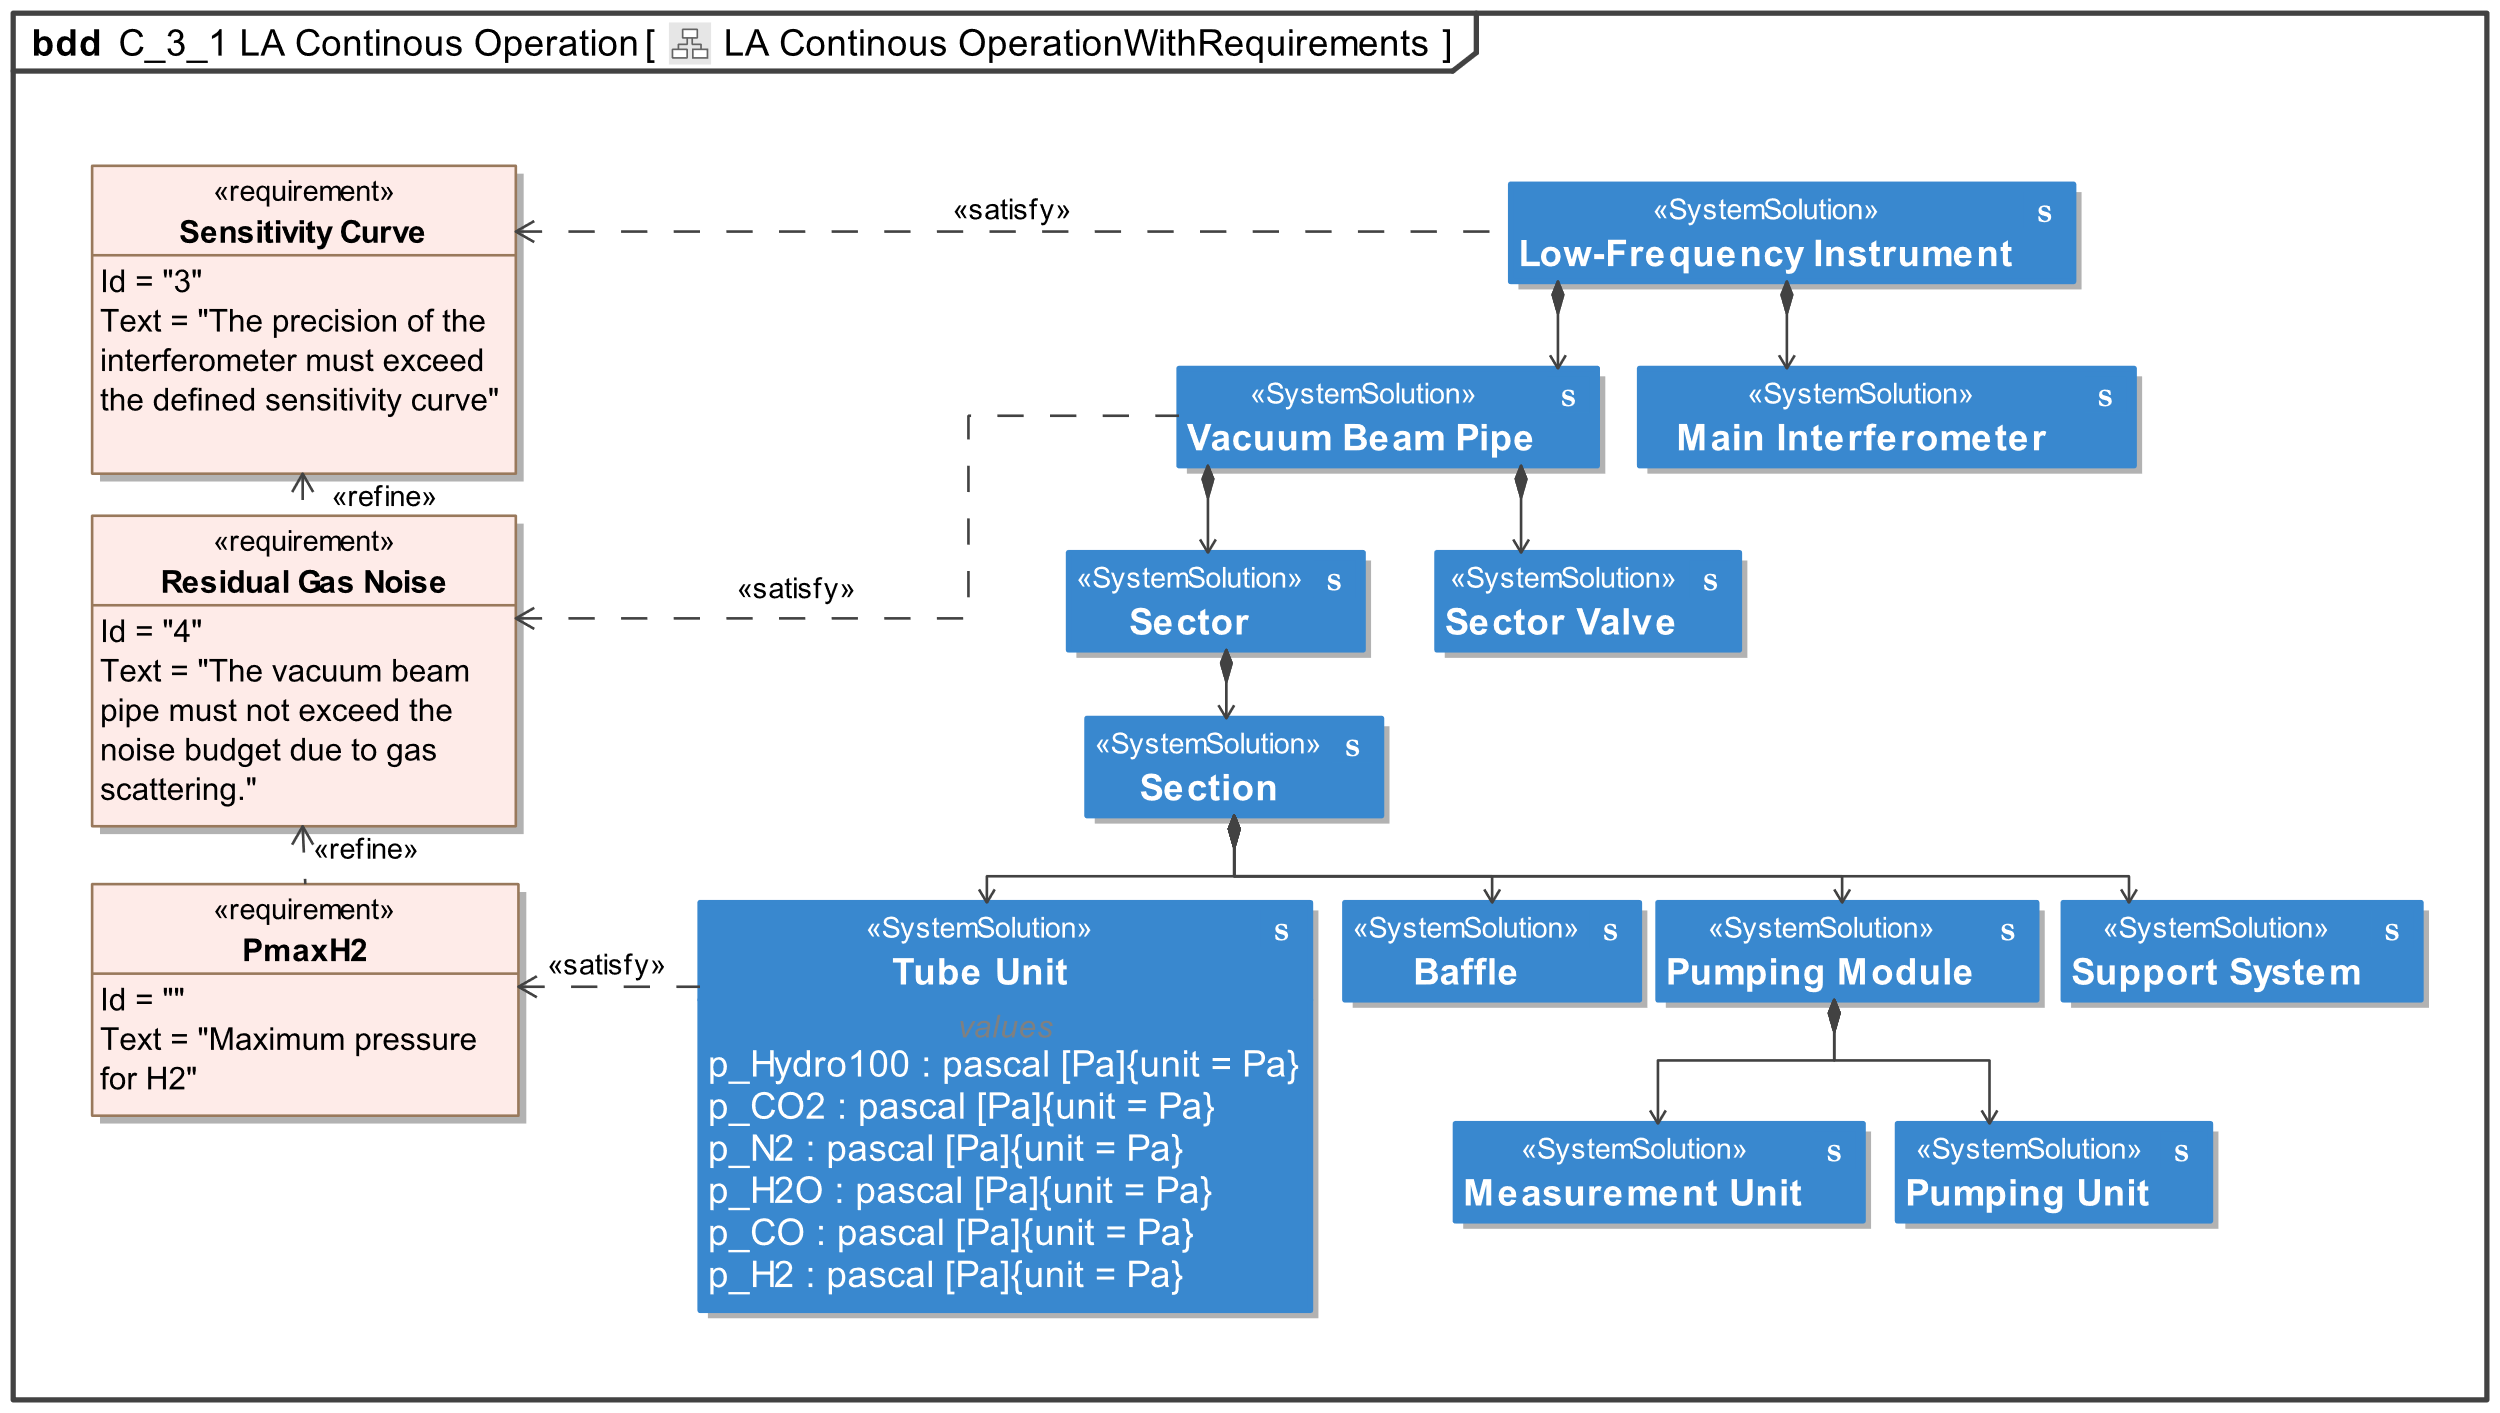 bdd C_3_1 LA Continous Operation [ LA Continous OperationWithRequirements ]
«requirement»
Sensitivity Curve
Id = "3"
Text = "The precision of the
interferometer must exceed
the defined sensitivity curve"
«satisfy»
«SystemSolution» S
Low-Frequency Instrument
«SystemSolution» S
Vacuum Beam Pipe
«SystemSolution» S
Main Interferometer
«refine»
«requirement»
Residual Gas Noise
Id = "4"
Text = "The vacuum beam
pipe must not exceed the
noise budget due to gas
scattering."
«satisfy»
«SystemSolution» S
Sector
«SystemSolution» S
Sector Valve
«SystemSolution» S
Section
«refine»
«requirement»
PmaxH2
Id = ""
Text = "Maximum pressure
for H2"
«satisfy»
«SystemSolution» S
Tube Unit
values
p_Hydro100 : pascal [Pa]{unit = Pa}
p_CO2 : pascal [Pa]{unit = Pa}
p_N2 : pascal [Pa]{unit = Pa}
p_H2O : pascal [Pa]{unit = Pa}
p_CO : pascal [Pa]{unit = Pa}
p_H2 : pascal [Pa]{unit = Pa}
«SystemSolution» S
Baffle
«SystemSolution» S
Pumping Module
«SystemSolution» S
Support System
«SystemSolution» S
Measurement Unit
«SystemSolution» S
Pumping Unit